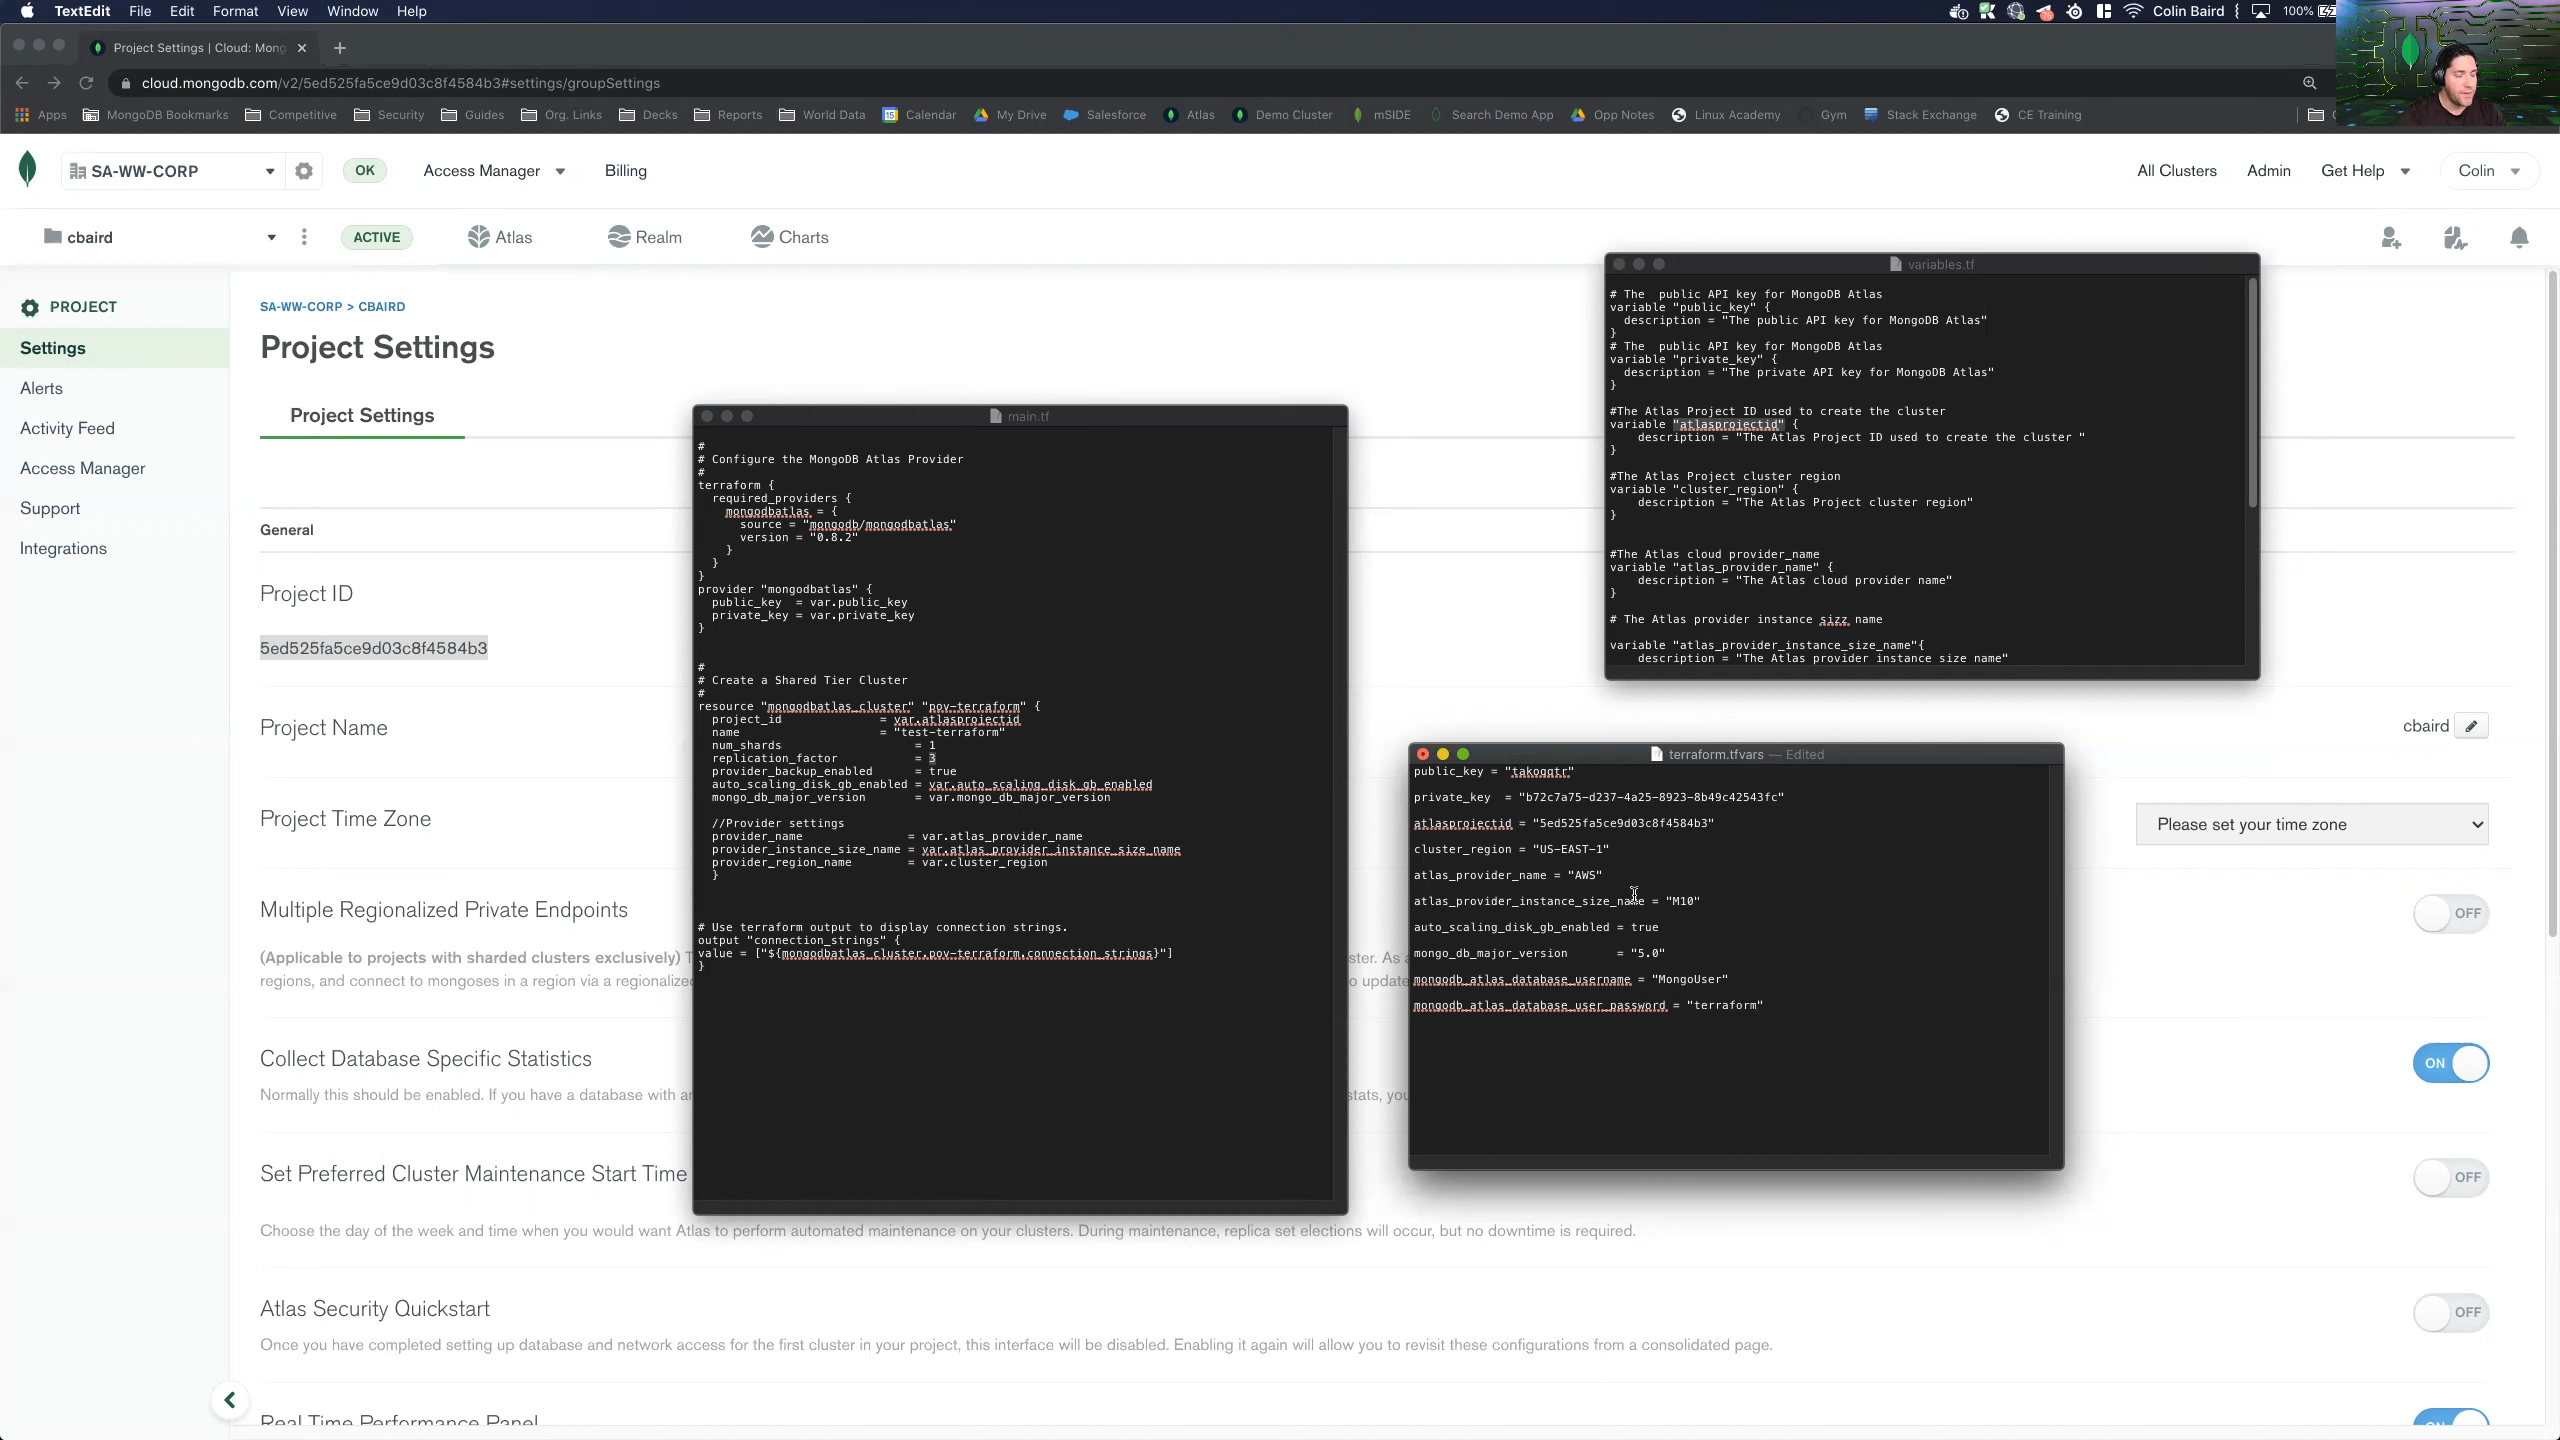 TextEdit File Edit Format View Window Help
Colin Baird 100%
Project Settings | Cloud: Mong
cloud.mongodb.com/v2/5ed525fa5ce9d03c8f4584b3#settings/groupSettings
Apps MongoDB Bookmarks Competitive Security Guides Org. Links Decks Reports World Data Calendar My Drive Salesforce Atlas Demo Cluster mSIDE Search Demo App Opp Notes Linux Academy Gym Stack Exchange CE Training
SA-WW-CORP OK Access Manager Billing All Clusters Admin Get Help Colin
cbaird ACTIVE Atlas Realm Charts
PROJECT
Settings
Alerts
Activity Feed
Access Manager
Support
Integrations
SA-WW-CORP > CBAIRD
Project Settings
Project Settings
General
Project ID
5ed525fa5ce9d03c8f4584b3
Project Name
cbaird
Project Time Zone
Please set your time zone
Multiple Regionalized Private Endpoints
OFF
(Applicable to projects with sharded clusters exclusively)
ster. As
regions, and connect to mongoses in a region via a regionalized
Collect Database Specific Statistics
ON
Normally this should be enabled. If you have a database with
stats,
Set Preferred Cluster Maintenance Start Time
OFF
Choose the day of the week and time when you would want Atlas to perform automated maintenance on your clusters. During maintenance, replica set elections will occur, but no downtime is required.
Atlas Security Quickstart
OFF
Once you have completed setting up database and network access for the first cluster in your project, this interface will be disabled. Enabling it again will allow you to revisit these configurations from a consolidated page.
Real Time Performance Panel
ON
main.tf
#
# Configure the MongoDB Atlas Provider
#
terraform {
required_providers {
mongodbatlas = {
source = "mongodb/mongodbatlas"
version = "0.8.2"
}
}
}
provider "mongodbatlas" {
public_key = var.public_key
private_key = var.private_key
}
#
# Create a Shared Tier Cluster
#
resource "mongodbatlas_cluster" "pov-terraform" {
project_id = var.atlasprojectid
name = "test-terraform"
num_shards = 1
replication_factor = 3
provider_backup_enabled = true
auto_scaling_disk_gb_enabled = var.auto_scaling_disk_gb_enabled
mongo_db_major_version = var.mongo_db_major_version
//Provider settings
provider_name = var.atlas_provider_name
provider_instance_size_name = var.atlas_provider_instance_size_name
provider_region_name = var.cluster_region
}
# Use terraform output to display connection strings.
output "connection_strings" {
value = ["${mongodbatlas_cluster.pov-terraform.connection_strings}"]
}
variables.tf
# The public API key for MongoDB Atlas
variable "public_key" {
description = "The public API key for MongoDB Atlas"
}
# The public API key for MongoDB Atlas
variable "private_key" {
description = "The private API key for MongoDB Atlas"
}
#The Atlas Project ID used to create the cluster
variable "atlasprojectid" {
description = "The Atlas Project ID used to create the cluster "
}
#The Atlas Project cluster region
variable "cluster_region" {
description = "The Atlas Project cluster region"
}
#The Atlas cloud provider_name
variable "atlas_provider_name" {
description = "The Atlas cloud provider name"
}
# The Atlas provider instance sizz name
variable "atlas_provider_instance_size_name"{
description = "The Atlas provider instance size name"
terraform.tfvars — Edited
public_key = "takoqqtr"
private_key = "b72c7a75-d237-4a25-8923-8b49c42543fc"
atlasprojectid = "5ed525fa5ce9d03c8f4584b3"
cluster_region = "US-EAST-1"
atlas_provider_name = "AWS"
atlas_provider_instance_size_name = "M10"
auto_scaling_disk_gb_enabled = true
mongo_db_major_version = "5.0"
mongodb_atlas_database_username = "MongoUser"
mongodb_atlas_database_user_password = "terraform"